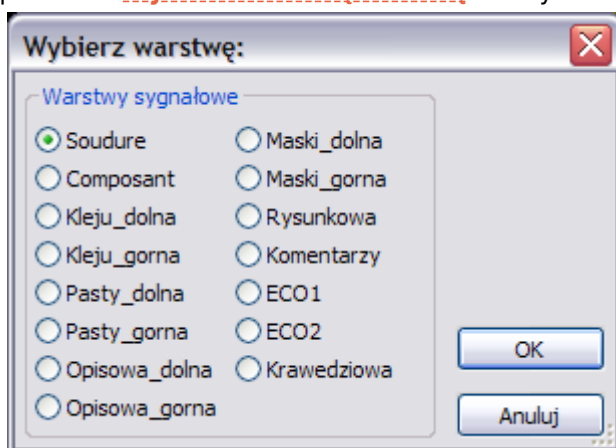 Wybierz warstwę:
Warstwy sygnałowe
Soudure
Composant
Kleju_dolna
Kleju_gorna
Pasty_dolna
Pasty_gorna
Opisowa_dolna
Opisowa_gorna
Maski_dolna
Maski_gorna
Rysunkowa
Komentarzy
ECO1
ECO2
Krawedziowa
OK
Anuluj